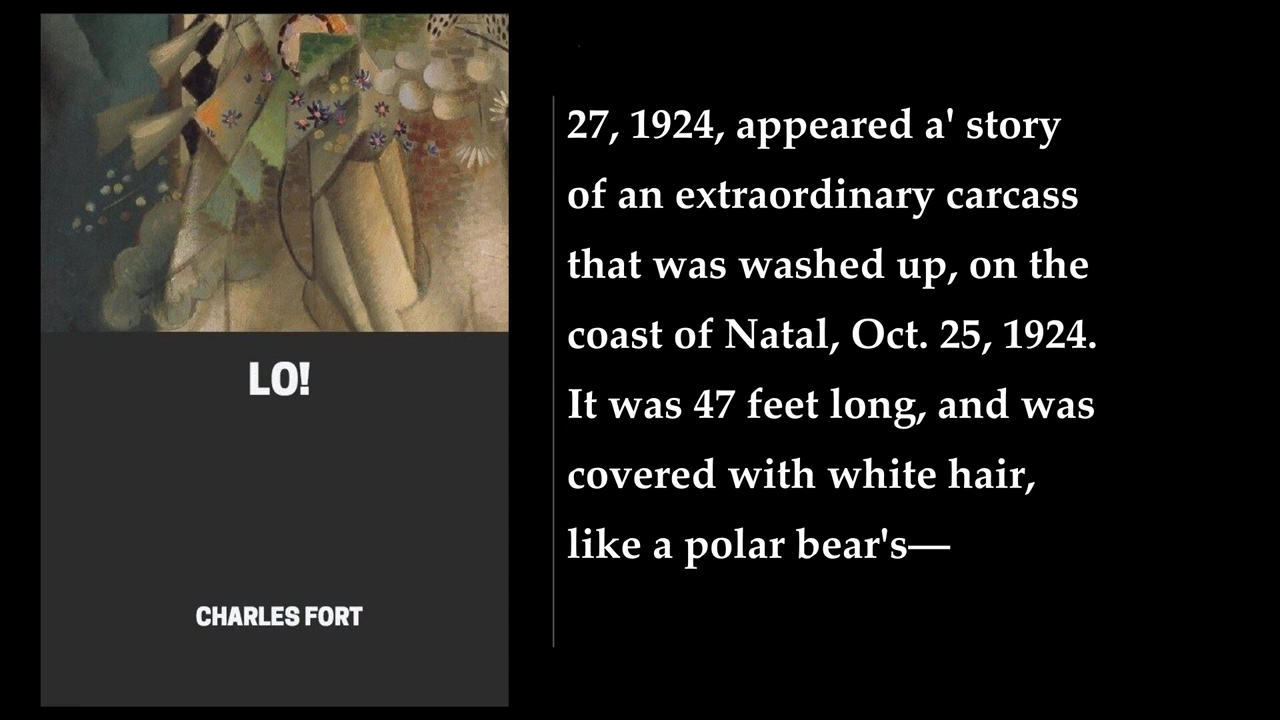 LO!
CHARLES FORT
27, 1924, appeared a' story
of an extraordinary carcass
that was washed up, on the
coast of Natal, Oct. 25, 1924.
It was 47 feet long, and was
covered with white hair,
like a polar bear's—